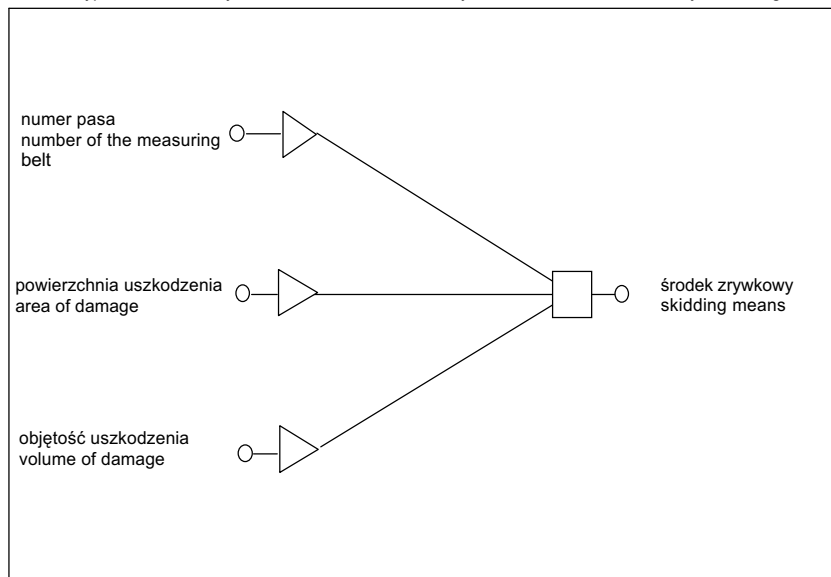 numer pasa
number of the measuring
belt
powierzchnia uszkodzenia
area of damage
środek zrywkowy
skidding means
objętość uszkodzenia
volume of damage